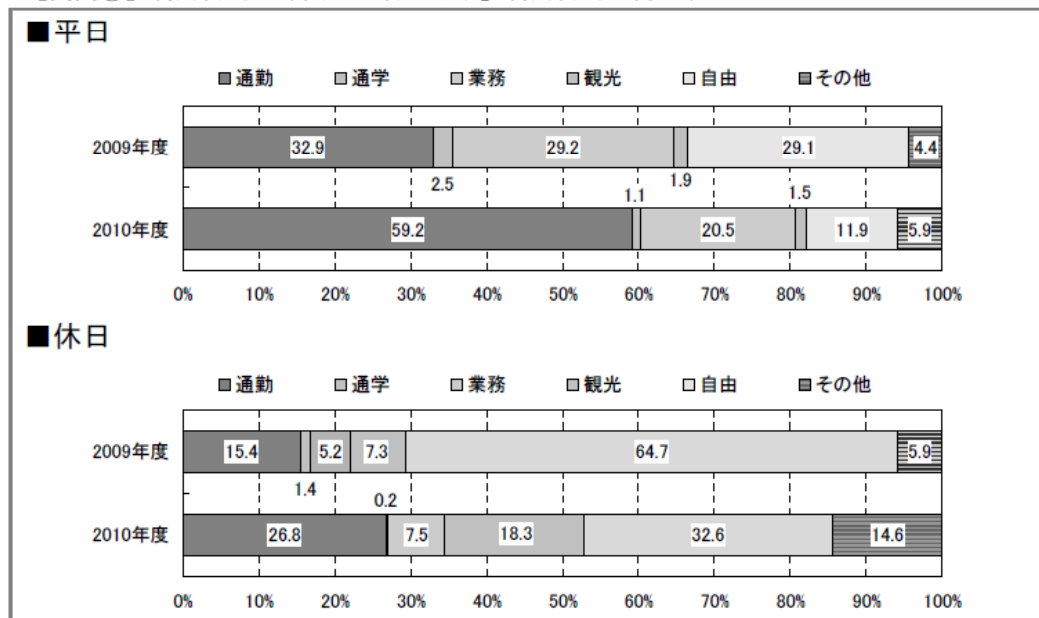 ■平日
■通勤 ■通学 ■業務 ■観光 □自由 ■その他
2009年度 32.9 29.2 29.1 4.4
2.5 1.1 1.9 1.5
2010年度 59.2 20.5 11.9 5.9
0% 10% 20% 30% 40% 50% 60% 70% 80% 90% 100%
■休日
■通勤 □通学 □業務 ■観光 □自由 ■その他
2009年度 15.4 5.2 7.3 64.7 5.9
1.4 0.2
2010年度 26.8 7.5 18.3 32.6 14.6
0% 10% 20% 30% 40% 50% 60% 70% 80% 90% 100%